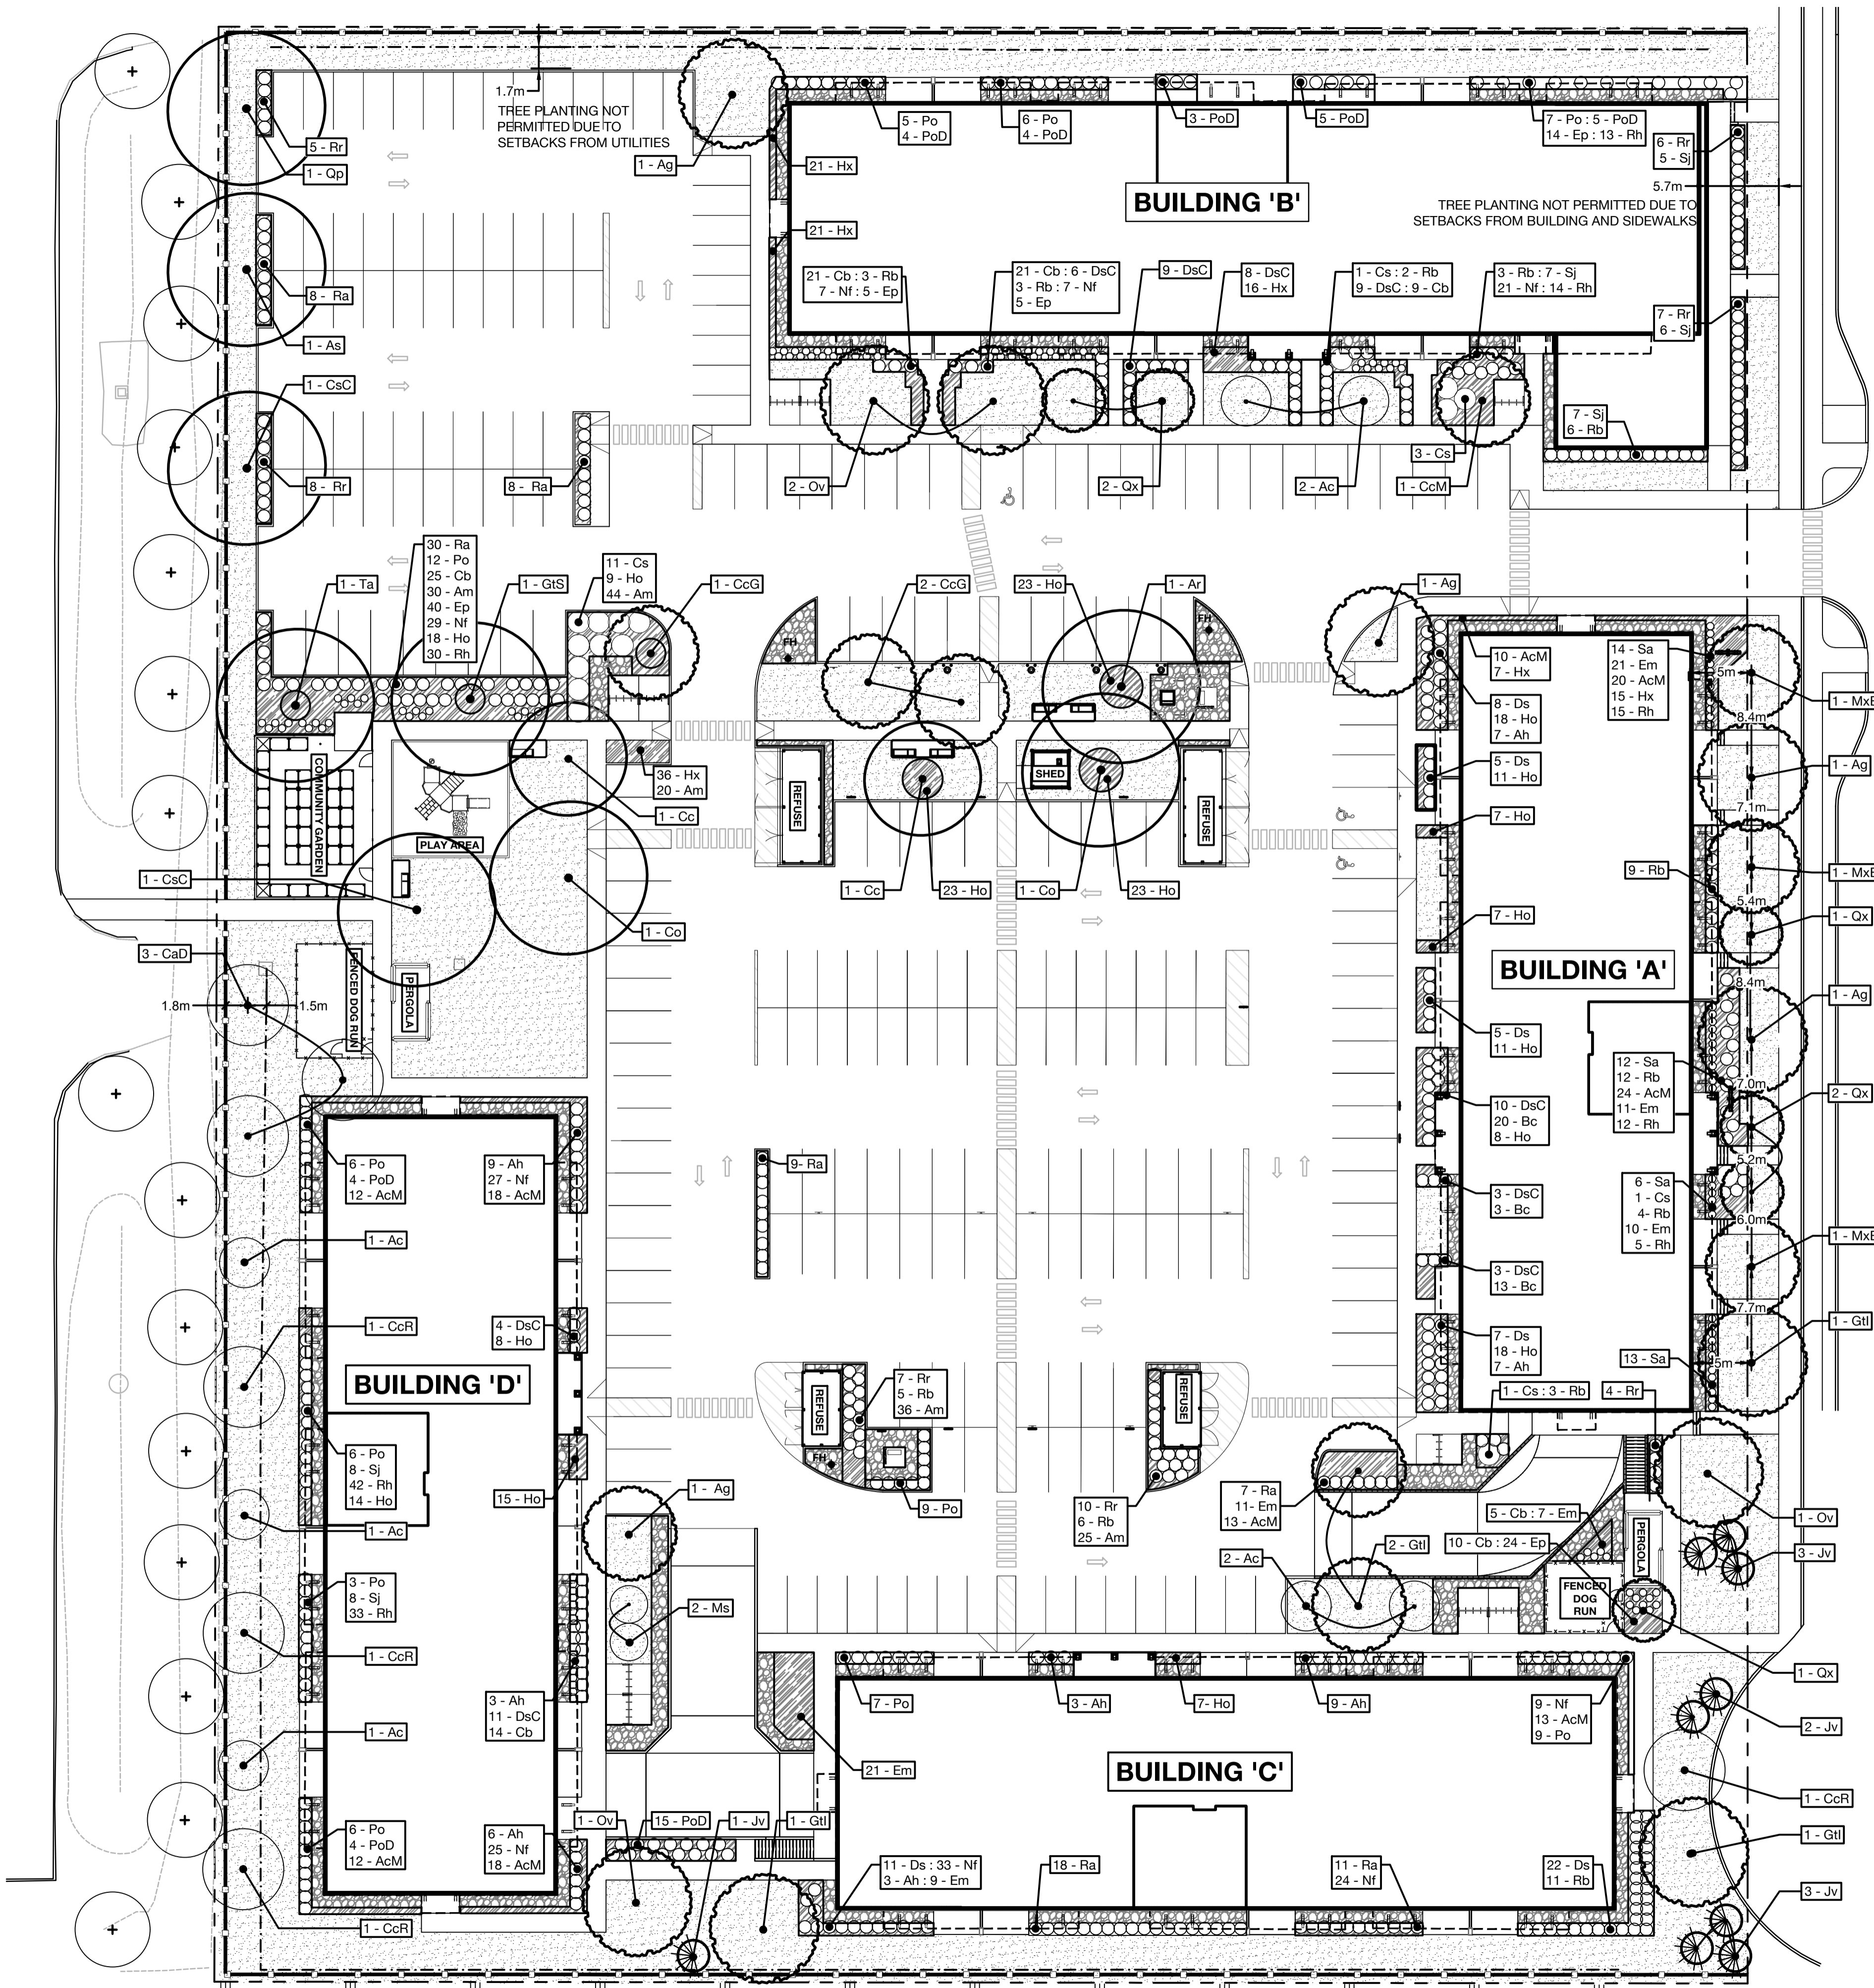 1.7m
TREE PLANTING NOT
PERMITTED DUE TO
SETBACKS FROM UTILITIES
5 - Rr
1 - Qp
1 - Ag
21 - Hx
5 - Po
4 - PoD
6 - Po
4 - PoD
3 - PoD
5 - PoD
7 - Po : 5 - PoD
14 - Ep : 13 - Rh
6 - Rr
5 - Sj
5.7m
BUILDING 'B'
TREE PLANTING NOT PERMITTED DUE TO
SETBACKS FROM BUILDING AND SIDEWALKS
21 - Hx
8 - Ra
1 - As
21 - Cb : 3 - Rb
7 - Nf : 5 - Ep
21 - Cb : 6 - DsC
3 - Rb : 7 - Nf
5 - Ep
9 - DsC
8 - DsC
16 - Hx
1 - Cs : 2 - Rb
9 - DsC : 9 - Cb
3 - Rb : 7 - Sj
21 - Nf : 14 - Rh
7 - Rr
6 - Sj
1 - CsC
7 - Sj
6 - Rb
3 - Cs
8 - Rr
8 - Ra
2 - Ov
2 - Qx
2 - Ac
1 - CcM
1 - Ta
30 - Ra
12 - Po
25 - Cb
30 - Am
40 - Ep
29 - Nf
18 - Ho
30 - Rh
1 - GtS
11 - Cs
9 - Ho
44 - Am
1 - CcG
2 - CcG
23 - Ho
1 - Ar
1 - Ag
FH
FH
10 - AcM
7 - Hx
14 - Sa
21 - Em
20 - AcM
15 - Hx
15 - Rh
5m
1 - MxE
8.4m
8 - Ds
18 - Ho
7 - Ah
COMMUNITY GARDEN
36 - Hx
20 - Am
SHED
REFUSE
REFUSE
5 - Ds
11 - Ho
1 - Ag
7.1m
1 - Cc
7 - Ho
PLAY AREA
1 - CsC
1 - Cc
23 - Ho
1 - Co
23 - Ho
9 - Rb
1 - MxE
5.4m
1 - Co
7 - Ho
1 - Qx
3 - CaD
FENCED DOG RUN
PERGOLA
BUILDING 'A'
8.4m
1 - Ag
1.8m
1.5m
5 - Ds
11 - Ho
12 - Sa
12 - Rb
24 - AcM
11- Em
12 - Rh
7.0m
2 - Qx
10 - DsC
20 - Bc
8 - Ho
6 - Po
4 - PoD
12 - AcM
9 - Ah
27 - Nf
18 - AcM
9- Ra
5.2m
3 - DsC
3 - Bc
6 - Sa
1 - Cs
4- Rb
10 - Em
5 - Rh
6.0m
1 - Ac
1 - MxE
3 - DsC
13 - Bc
7.7m
1 - CcR
4 - DsC
8 - Ho
7 - Ds
18 - Ho
7 - Ah
1 - GtI
13 - Sa
5m
BUILDING 'D'
REFUSE
7 - Rr
5 - Rb
36 - Am
REFUSE
1 - Cs : 3 - Rb
4 - Rr
FH
6 - Po
8 - Sj
42 - Rh
14 - Ho
15 - Ho
1 - Ag
9 - Po
10 - Rr
6 - Rb
25 - Am
7 - Ra
11- Em
13 - AcM
5 - Cb : 7 - Em
1 - Ov
1 - Ac
10 - Cb : 24 - Ep
PERGOLA
2 - GtI
2 - Ac
3 - Jv
3 - Po
8 - Sj
33 - Rh
2 - Ms
FENCED
DOG
RUN
1 - CcR
1 - Qx
3 - Ah
11 - DsC
14 - Cb
7 - Po
3 - Ah
7- Ho
9 - Ah
9 - Nf
13 - AcM
9 - Po
2 - Jv
1 - Ac
21 - Em
BUILDING 'C'
1 - CcR
6 - Po
4 - PoD
12 - AcM
6 - Ah
25 - Nf
18 - AcM
1 - Ov
15 - PoD
1 - Jv
1 - GtI
1 - GtI
11 - Ds : 33 - Nf
3 - Ah : 9 - Em
18 - Ra
11 - Ra
24 - Nf
22 - Ds
11 - Rb
3 - Jv
1 - CcR